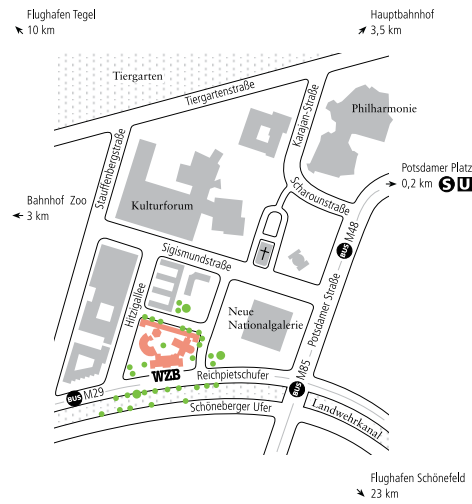 Flughafen Tegel
10 km
Hauptbahnhof
3,5 km
Tiergarten
Tiergartenstraße
Karajan-Straße
Philharmonie
Stauffenbergstraße
Potsdamer Platz
0,2 km S U
Scharounstraße
Bahnhof Zoo
3 km
Kulturforum
BUS M48
Sigismundstraße
Hitzigallee
Neue
Nationalgalerie
Potsdamer Straße
WZB
Reichpietschufer
BUS M85
BUS M29
Schöneberger Ufer
Landwehrkanal
Flughafen Schönefeld
23 km